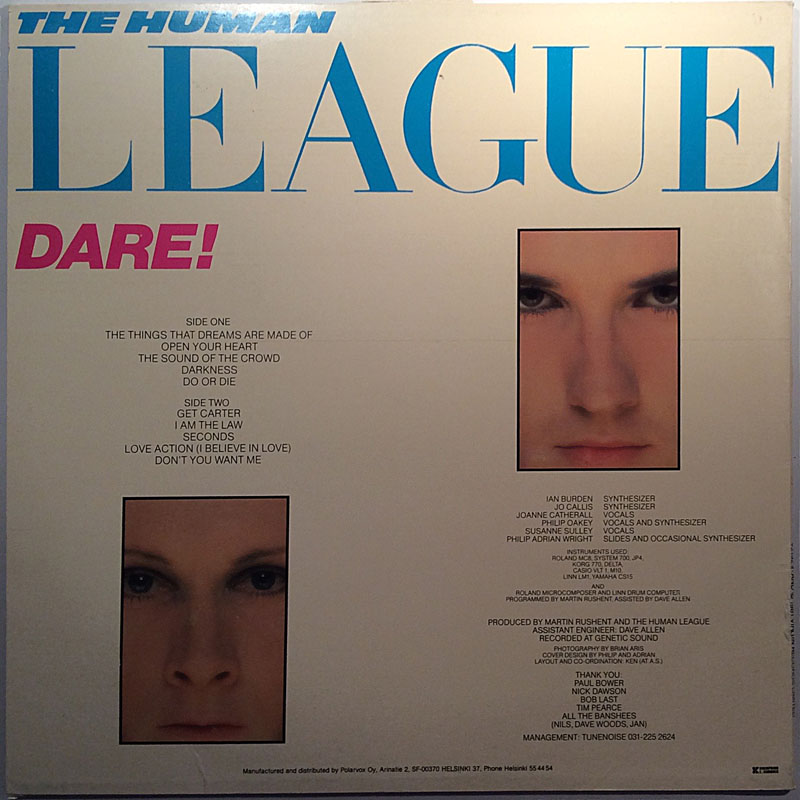 THE HUMAN
LEAGUE
DARE!
SIDE ONE
THE THINGS THAT DREAMS ARE MADE OF
OPEN YOUR HEART
THE SOUND OF THE CROWD
DARKNESS
DO OR DIE
SIDE TWO
GET CARTER
I AM THE LAW
SECONDS
LOVE ACTION (I BELIEVE IN LOVE)
DON'T YOU WANT ME
IAN BURDEN SYNTHESIZER
JO CALLIS SYNTHESIZER
JOANNE CATHERALL VOCALS
PHILIP OAKEY VOCALS AND SYNTHESIZER
SUSANNE SULLEY VOCALS
PHILIP ADRIAN WRIGHT SLIDES AND OCCASIONAL SYNTHESIZER
INSTRUMENTS USED:
ROLAND MC8, SYSTEM 700, JP4,
KORG 770, DELTA,
CASIO VLT 1, M10,
LINN LM1, YAMAHA CS15
AND
ROLAND MICROCOMPOSER AND LINN DRUM COMPUTER
PROGRAMMED BY MARTIN RUSHENT. ASSISTED BY DAVE ALLEN
PRODUCED BY MARTIN RUSHENT AND THE HUMAN LEAGUE
ASSISTANT ENGINEER: DAVE ALLEN
RECORDED AT GENETIC SOUND
PHOTOGRAPHY BY BRIAN ARIS
COVER DESIGN BY PHILIP AND ADRIAN
LAYOUT AND CO-ORDINATION: KEN (AT A.S.)
THANK YOU:
PAUL BOWER
NICK DAWSON
BOB LAST
TIM PEARCE
ALL THE BANSHEES
(NILS, DAVE WOODS, JAN)
MANAGEMENT: TUNENOISE 031-225 2624
Manufactured and distributed by Polarvox Oy, Arinatie 2, SF-00370 HELSINKI 37, Phone Helsinki 55 44 54